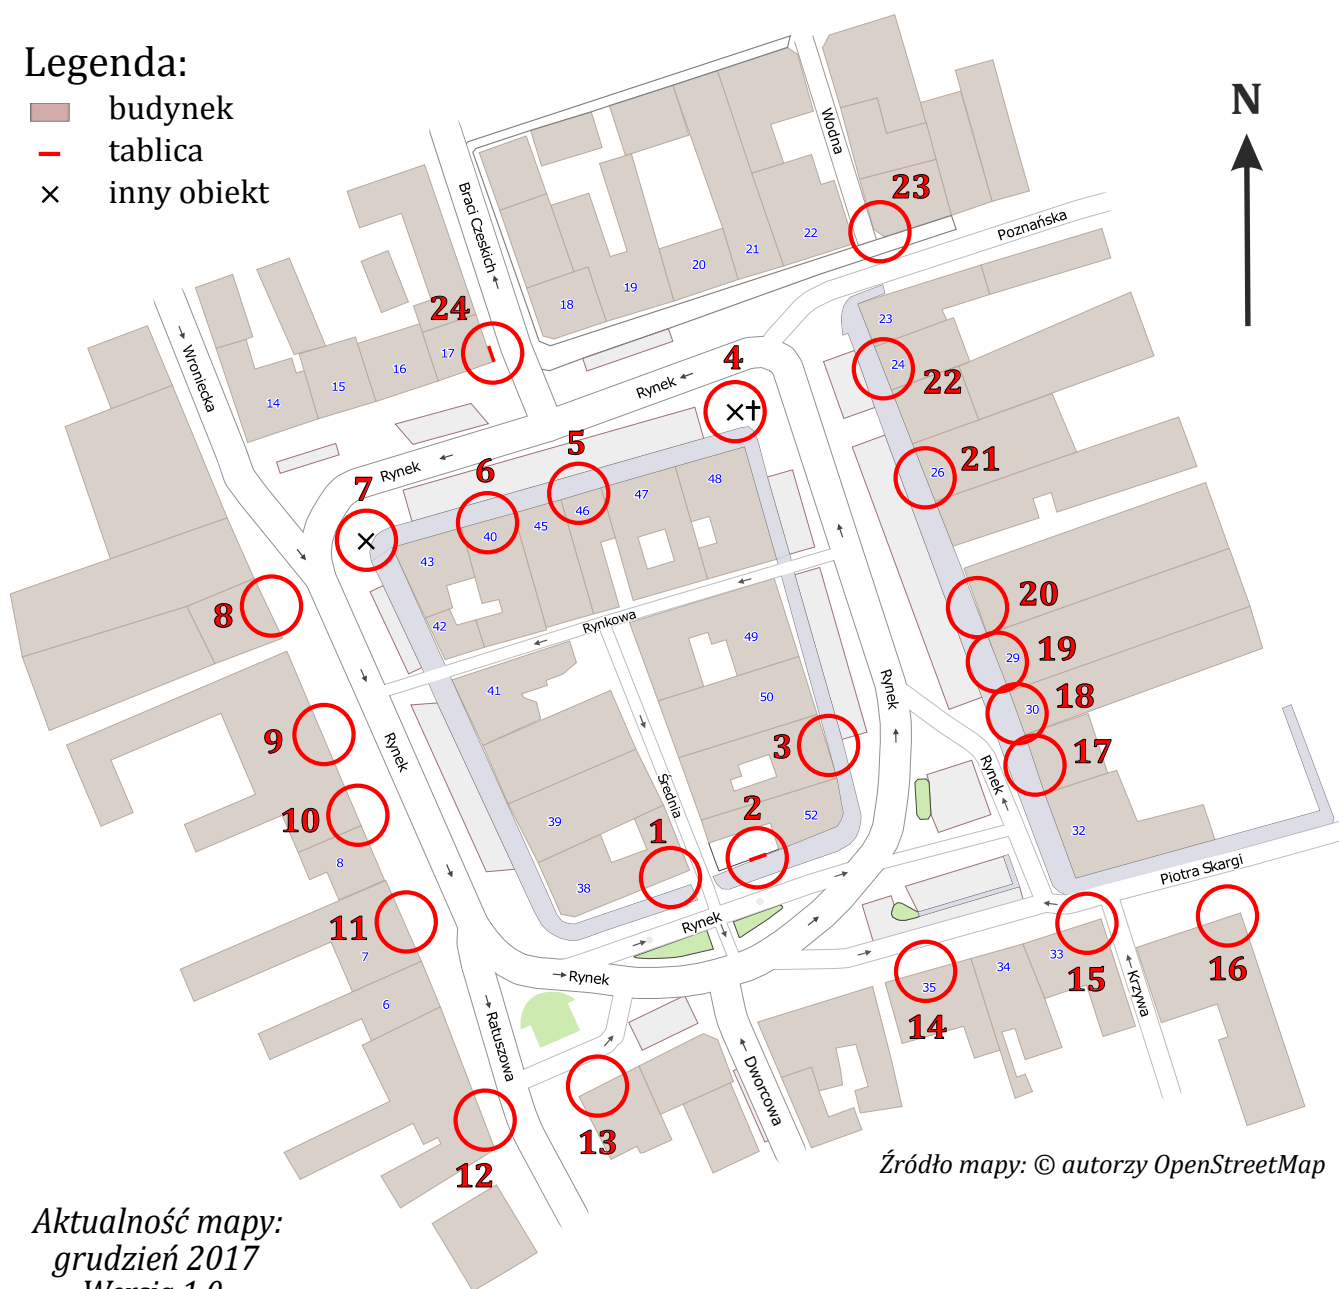 Legenda:
budynek
tablica
inny obiekt
N
Wodna
23
Poznańska
Braci Czeskich
22
21
20
19
18
24
17
16
15
14
Wroniecka
23
24
22
4
Rynek
5
6
7
Rynek
48
47
46
45
40
43
42
26
21
8
Rynkowa
49
41
50
20
29
19
30
18
17
Rynek
Rynek
Rynek
9
3
Średnia
2
1
52
39
38
32
10
8
11
7
6
Rynek
Rynek
Piotra Skargi
33
34
35
14
15
16
Krzywa
Ratuszowa
Dworcowa
13
12
Źródło mapy: © autorzy OpenStreetMap
Aktualność mapy:
grudzień 2017
Wersja 1.0